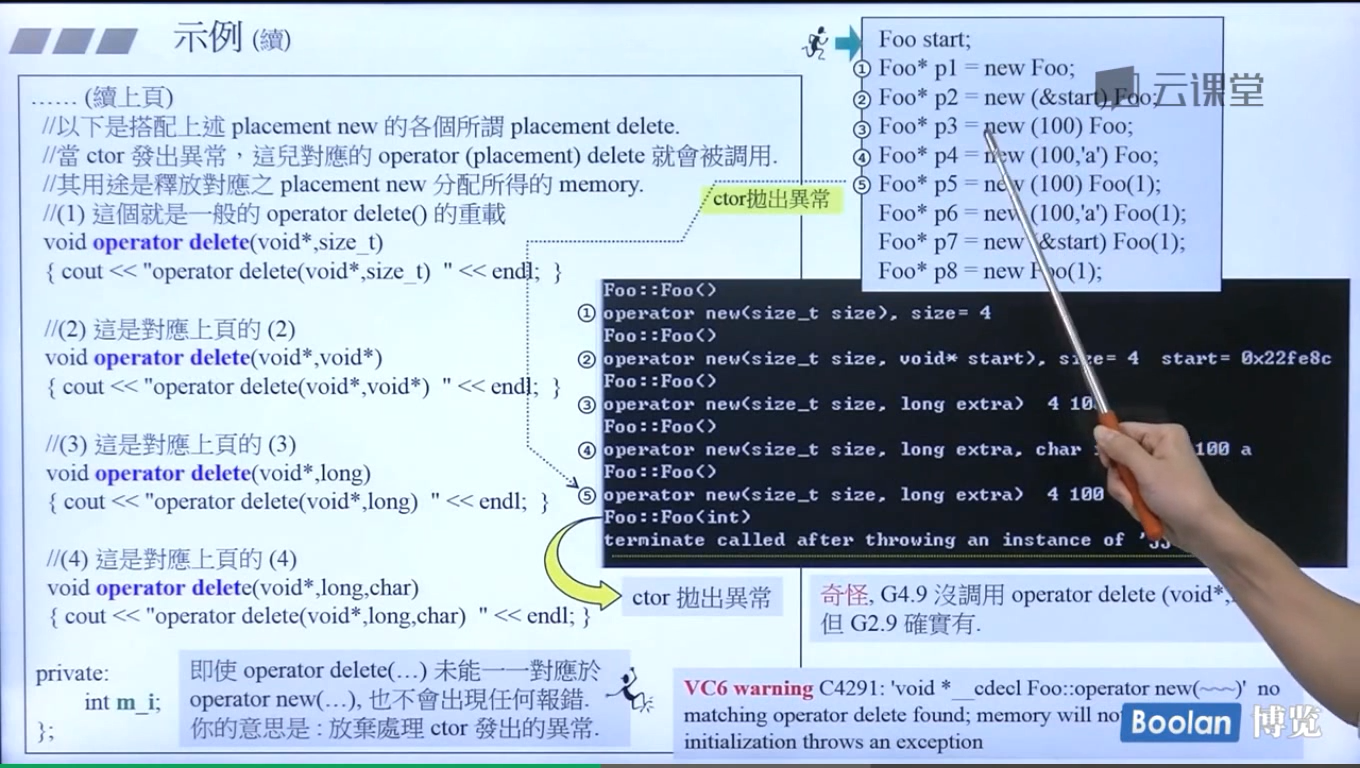 示例 (續)
…… (續上頁)
//以下是搭配上述 placement new 的各個所謂 placement delete.
//當 ctor 發出異常，這兒對應的 operator (placement) delete 就會被調用.
//其用途是釋放對應之 placement new 分配所得的 memory.
//(1) 這個就是一般的 operator delete() 的重載
void operator delete(void*,size_t)
{ cout << "operator delete(void*,size_t) " << endl; }
//(2) 這是對應上頁的 (2)
void operator delete(void*,void*)
{ cout << "operator delete(void*,void*) " << endl; }
//(3) 這是對應上頁的 (3)
void operator delete(void*,long)
{ cout << "operator delete(void*,long) " << endl; }
//(4) 這是對應上頁的 (4)
void operator delete(void*,long,char)
{ cout << "operator delete(void*,long,char) " << endl; }
private:
int m_i;
};
即使 operator delete(…) 未能一一對應於
operator new(…), 也不會出現任何報錯.
你的意思是 : 放棄處理 ctor 發出的異常.
Foo start;
① Foo* p1 = new Foo;
② Foo* p2 = new (&start) Foo;
③ Foo* p3 = new (100) Foo;
④ Foo* p4 = new (100,'a') Foo;
⑤ Foo* p5 = new (100) Foo(1);
Foo* p6 = new (100,'a') Foo(1);
Foo* p7 = new (&start) Foo(1);
Foo* p8 = new Foo(1);
云课堂
ctor拋出異常
Foo::Foo()
① operator new(size_t size), size= 4
Foo::Foo()
② operator new(size_t size, void* start), size= 4 start= 0x22fe8c
Foo::Foo()
③ operator new(size_t size, long extra) 4
Foo::Foo()
④ operator new(size_t size, long extra, char 100 a
Foo::Foo()
⑤ operator new(size_t size, long extra) 4 100
Foo::Foo(int)
terminate called after throwing an instance of
ctor 拋出異常
奇怪, G4.9 沒調用 operator delete (void*,
但 G2.9 確實有.
VC6 warning C4291: 'void *__cdecl Foo::operator new(~~~)' no
matching operator delete found; memory will
initialization throws an exception
Boolan 博览